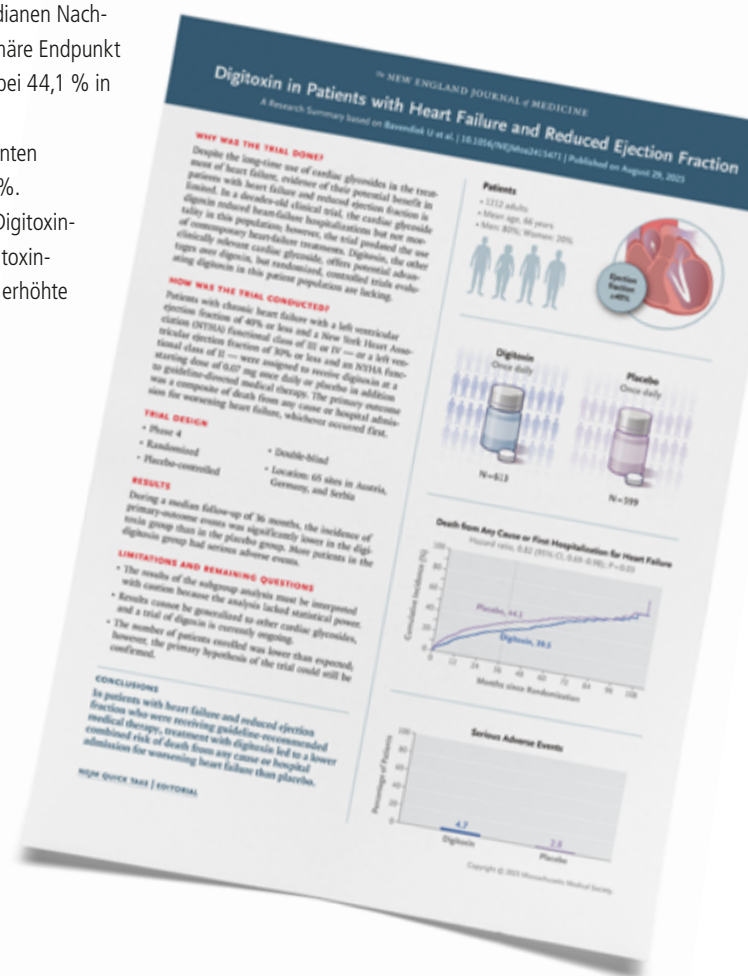 dianen Nach-
näre Endpunkt
bei 44,1 % in
nten
%.
Digitoxin-
toxin-
erhöhte
The NEW ENGLAND JOURNAL of MEDICINE
Digitoxin in Patients with Heart Failure and Reduced Ejection Fraction
A Research Summary based on Bavendiek U et al. | 10.1056/NEJMoa2415471 | Published on August 29, 2025
WHY WAS THE TRIAL DONE?
Despite the long-time use of cardiac glycosides in the treat-
ment of heart failure, evidence of their potential benefit in
patients with heart failure and reduced ejection fraction is
limited. In a decades-old clinical trial, the cardiac glycoside
digoxin reduced heart-failure hospitalizations but not mor-
tality in this population; however, the trial predated the use
of contemporary heart-failure treatments. Digitoxin, the other
clinically relevant cardiac glycoside, offers potential advan-
tages over digoxin, but randomized, controlled trials evalu-
ating digitoxin in this patient population are lacking.
HOW WAS THE TRIAL CONDUCTED?
Patients with chronic heart failure with a left ventricular
ejection fraction of 40% or less and a New York Heart Asso-
ciation (NYHA) functional class of III or IV — or a left ven-
tricular ejection fraction of 30% or less and an NYHA func-
tional class of II — were assigned to receive digitoxin at a
starting dose of 0.07 mg once daily or placebo in addition
to guideline-directed medical therapy. The primary outcome
was a composite of death from any cause or hospital admis-
sion for worsening heart failure, whichever occurred first.
TRIAL DESIGN
• Phase 4
• Randomized
• Placebo-controlled
• Double-blind
• Location: 65 sites in Austria,
Germany, and Serbia
RESULTS
During a median follow-up of 36 months, the incidence of
primary-outcome events was significantly lower in the digi-
toxin group than in the placebo group. More patients in the
digitoxin group had serious adverse events.
LIMITATIONS AND REMAINING QUESTIONS
• The results of the subgroup analysis must be interpreted
with caution because the analysis lacked statistical power.
• Results cannot be generalized to other cardiac glycosides,
and a trial of digoxin is currently ongoing.
• The number of patients enrolled was lower than expected;
however, the primary hypothesis of the trial could still be
confirmed.
CONCLUSIONS
In patients with heart failure and reduced ejection
fraction who were receiving guideline-recommended
medical therapy, treatment with digitoxin led to a lower
combined risk of death from any cause or hospital
admission for worsening heart failure than placebo.
NEJM QUICK TAKE | EDITORIAL
Patients
• 1212 adults
• Mean age, 66 years
• Men: 80%; Women: 20%
Ejection
fraction
≤40%
Digitoxin
Once daily
N=613
Placebo
Once daily
N=599
Death from Any Cause or First Hospitalization for Heart Failure
Hazard ratio, 0.82 (95% CI, 0.69–0.98); P=0.03
Cumulative Incidence (%)
100
80
60
40
20
0
Placebo, 44.1
Digitoxin, 39.5
0 12 24 36 48 60 72 84 96 108
Months since Randomization
Serious Adverse Events
Percentage of Patients
100
80
60
40
20
0
4.7
2.8
Digitoxin
Placebo
Copyright © 2025 Massachusetts Medical Society.